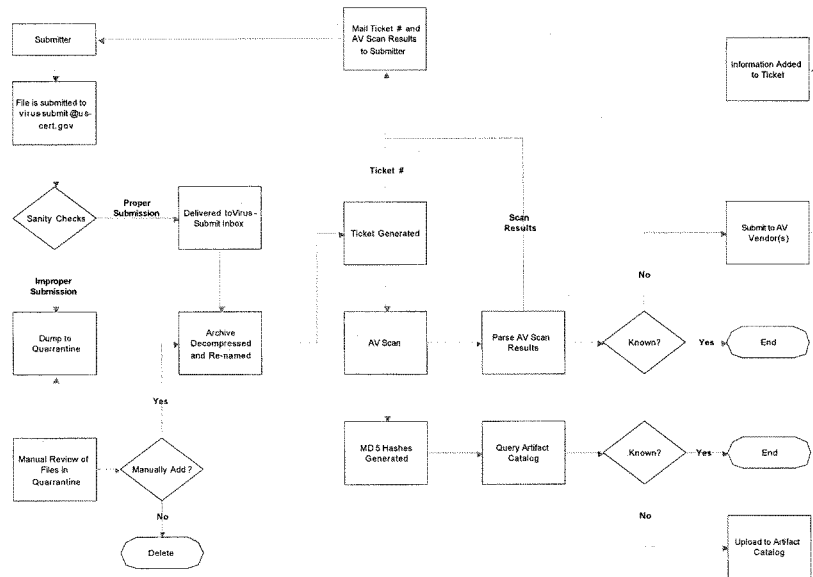 Submitter
Mail Ticket # and
AV Scan Results
to Submitter
Information Added
to Ticket
File is submitted to
virus-submit@us-
cert.gov
Ticket #
Sanity Checks
Proper
Submission
Delivered to Virus-
Submit Inbox
Ticket Generated
Scan
Results
Submit to AV
Vendor(s)
No
Improper
Submission
Dump to
Quarrantine
Archive
Decompressed
and Re-named
AV Scan
Parse AV Scan
Results
Known?
Yes
End
Yes
Manual Review of
Files in
Quarrantine
Manually Add?
MD5 Hashes
Generated
Query Artifact
Catalog
Known?
Yes
End
No
Delete
No
Upload to Artifact
Catalog